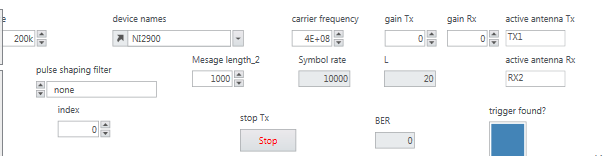 device names
carrier frequency
gain Tx
gain Rx
active antenna Tx
200k
NI2900
4E+08
0
0
TX1
Mesage length_2
Symbol rate
L
active antenna Rx
pulse shaping filter
1000
10000
20
RX2
none
index
trigger found?
0
stop Tx
BER
Stop
0